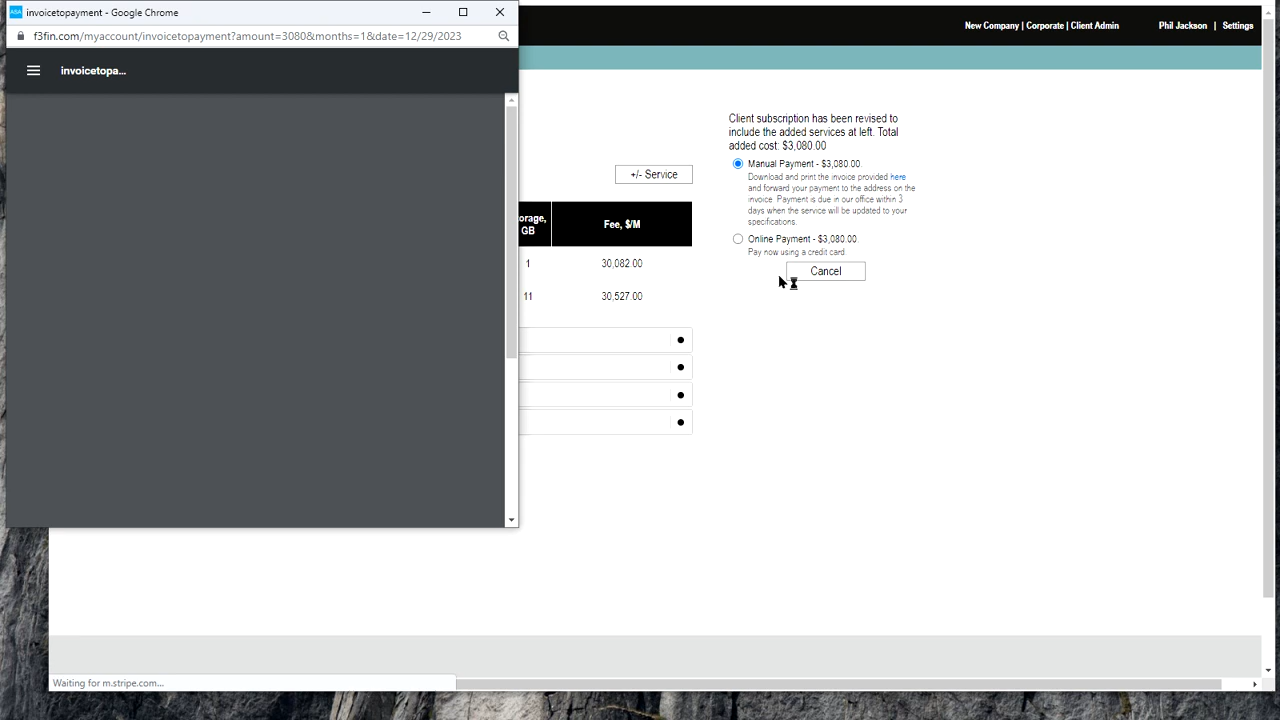 invoicetopayment - Google Chrome
f3fin.com/myaccount/invoicetopayment?amount=3080&months=1&date=12/29/2023
invoicetopa...
New Company | Corporate | Client Admin
Phil Jackson | Settings
+/- Service
orage,
GB
Fee, $/M
1
30,082.00
11
30,527.00
Client subscription has been revised to
include the added services at left. Total
added cost: $3,080.00
Manual Payment - $3,080.00.
Download and print the invoice provided here
and forward your payment to the address on the
invoice. Payment is due in our office within 3
days when the service will be updated to your
specifications.
Online Payment - $3,080.00.
Pay now using a credit card.
Cancel
Waiting for m.stripe.com...